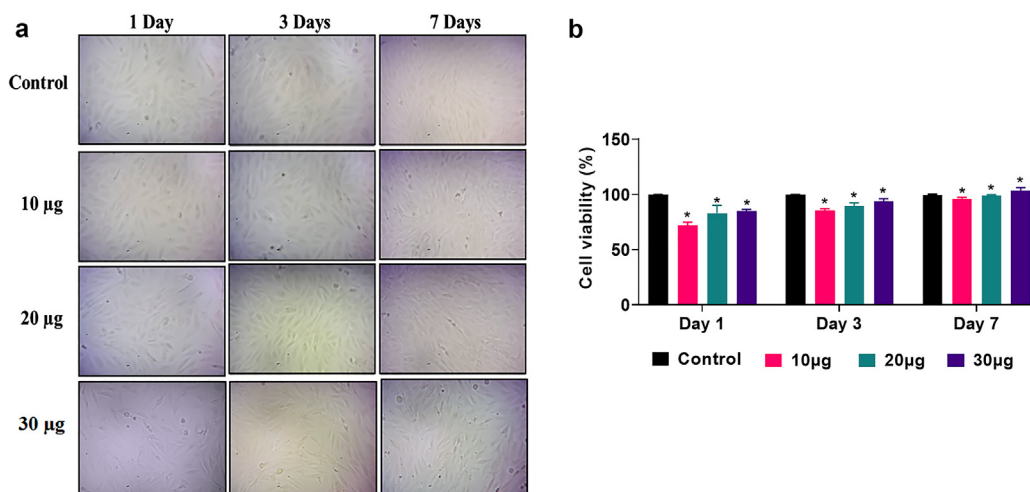 a
1 Day 3 Days 7 Days
Control
10 µg
20 µg
30 µg
b
Cell viability (%)
150
100
50
0
* * *
* * *
* * *
Day 1 Day 3 Day 7
Control 10µg 20µg 30µg